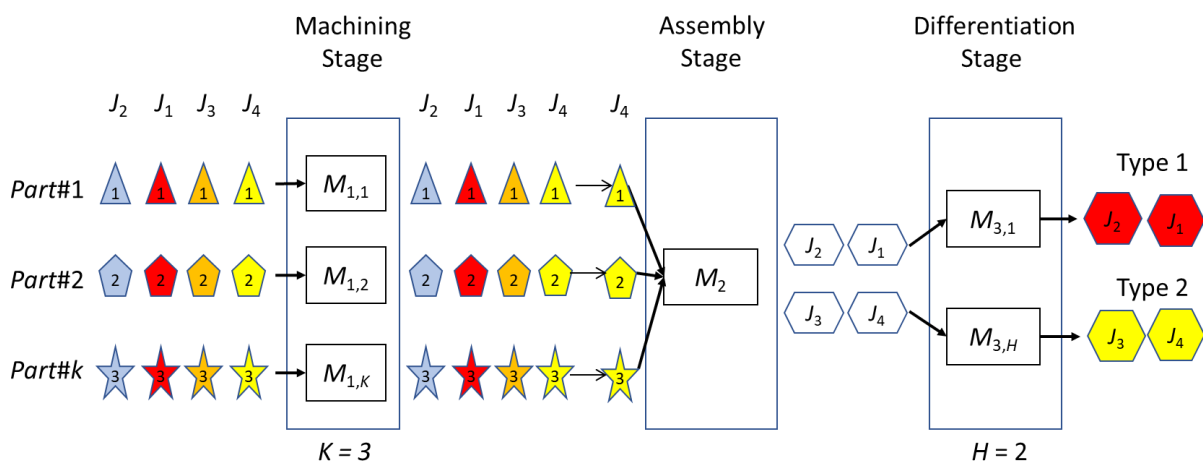 Machining Stage
Assembly Stage
Differentiation Stage
J2 J1 J3 J4
J2 J1 J3 J4
J4
Part#1
1 1 1 1
M1,1
1 1 1 1
1
Type 1
M3,1
J2 J1
J2 J1
Part#2
2 2 2 2
M1,2
2 2 2 2
2
M2
Type 2
J3 J4
M3,H
J3 J4
Part#k
3 3 3 3
M1,K
3 3 3 3
3
K = 3
H = 2